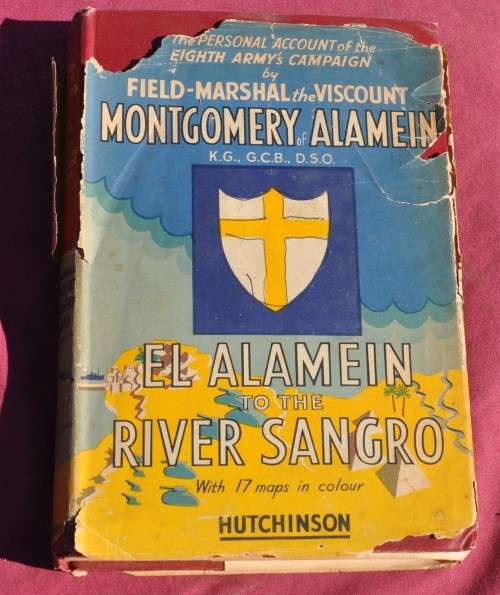 The PERSONAL ACCOUNT of the
EIGHTH ARMY'S CAMPAIGN
by
FIELD-MARSHAL the VISCOUNT
MONTGOMERY of ALAMEIN
K.G., G.C.B., D.S.O.
EL ALAMEIN
TO THE
RIVER SANGRO
With 17 maps in colour
HUTCHINSON